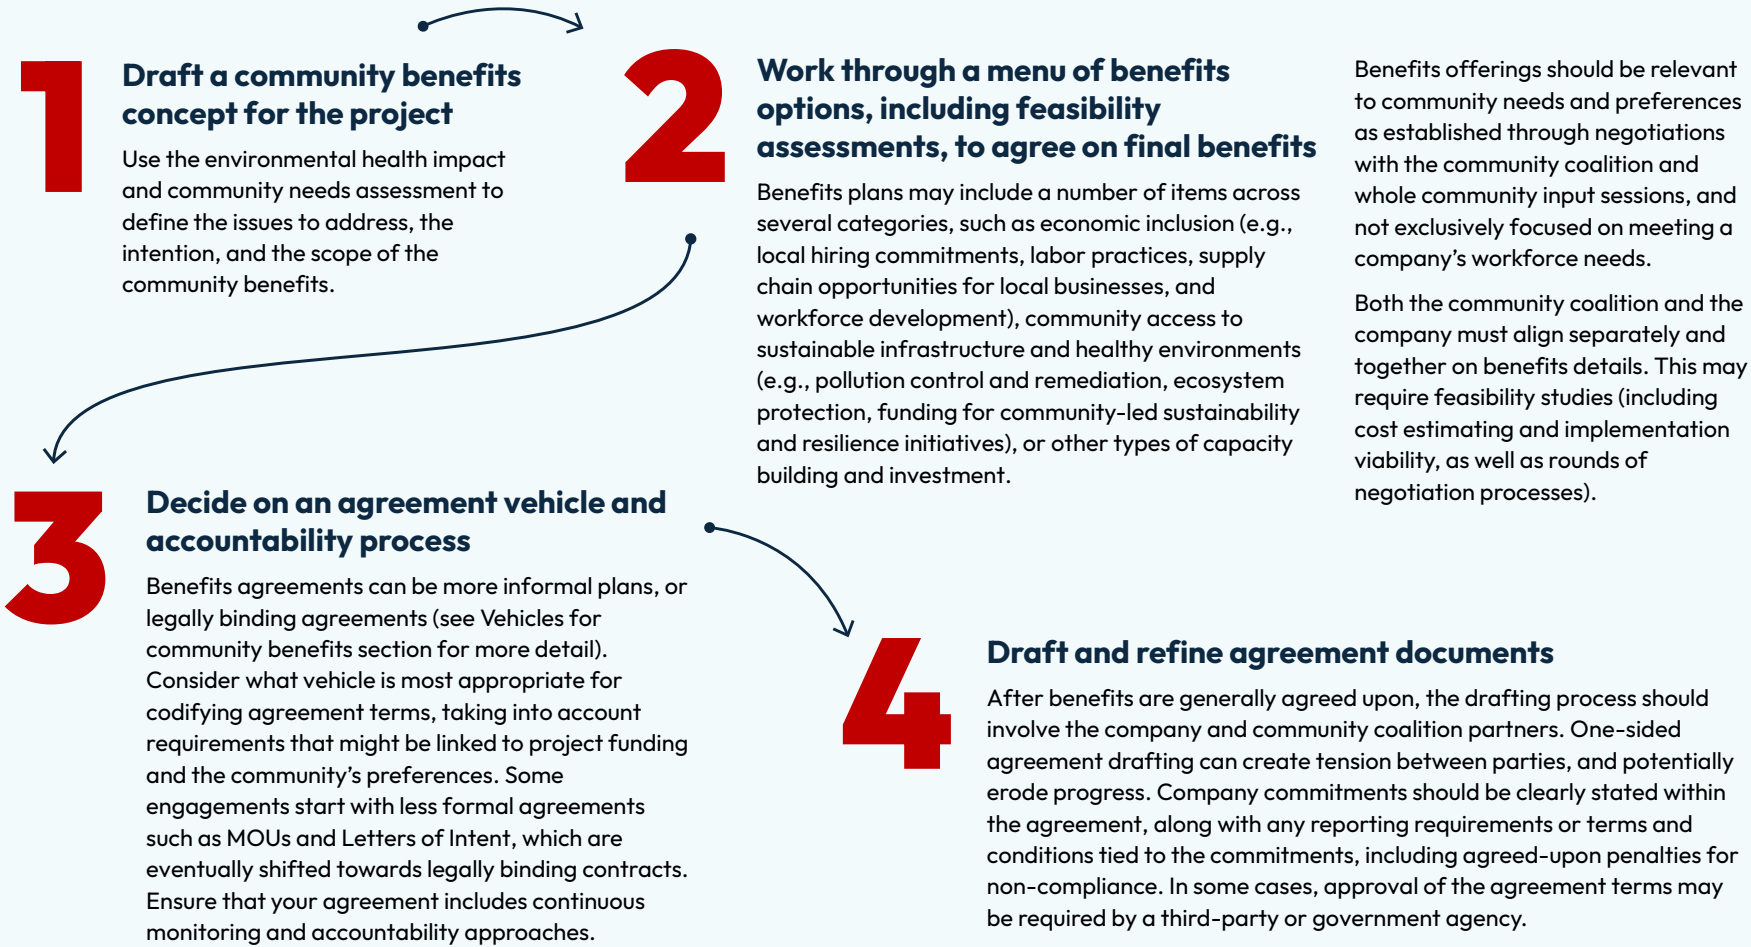 1
Draft a community benefits
concept for the project
Use the environmental health impact
and community needs assessment to
define the issues to address, the
intention, and the scope of the
community benefits.
2
Work through a menu of benefits
options, including feasibility
assessments, to agree on final benefits
Benefits plans may include a number of items across
several categories, such as economic inclusion (e.g.,
local hiring commitments, labor practices, supply
chain opportunities for local businesses, and
workforce development), community access to
sustainable infrastructure and healthy environments
(e.g., pollution control and remediation, ecosystem
protection, funding for community-led sustainability
and resilience initiatives), or other types of capacity
building and investment.
Benefits offerings should be relevant
to community needs and preferences
as established through negotiations
with the community coalition and
whole community input sessions, and
not exclusively focused on meeting a
company’s workforce needs.
Both the community coalition and the
company must align separately and
together on benefits details. This may
require feasibility studies (including
cost estimating and implementation
viability, as well as rounds of
negotiation processes).
3
Decide on an agreement vehicle and
accountability process
Benefits agreements can be more informal plans, or
legally binding agreements (see Vehicles for
community benefits section for more detail).
Consider what vehicle is most appropriate for
codifying agreement terms, taking into account
requirements that might be linked to project funding
and the community’s preferences. Some
engagements start with less formal agreements
such as MOUs and Letters of Intent, which are
eventually shifted towards legally binding contracts.
Ensure that your agreement includes continuous
monitoring and accountability approaches.
4
Draft and refine agreement documents
After benefits are generally agreed upon, the drafting process should
involve the company and community coalition partners. One-sided
agreement drafting can create tension between parties, and potentially
erode progress. Company commitments should be clearly stated within
the agreement, along with any reporting requirements or terms and
conditions tied to the commitments, including agreed-upon penalties for
non-compliance. In some cases, approval of the agreement terms may
be required by a third-party or government agency.